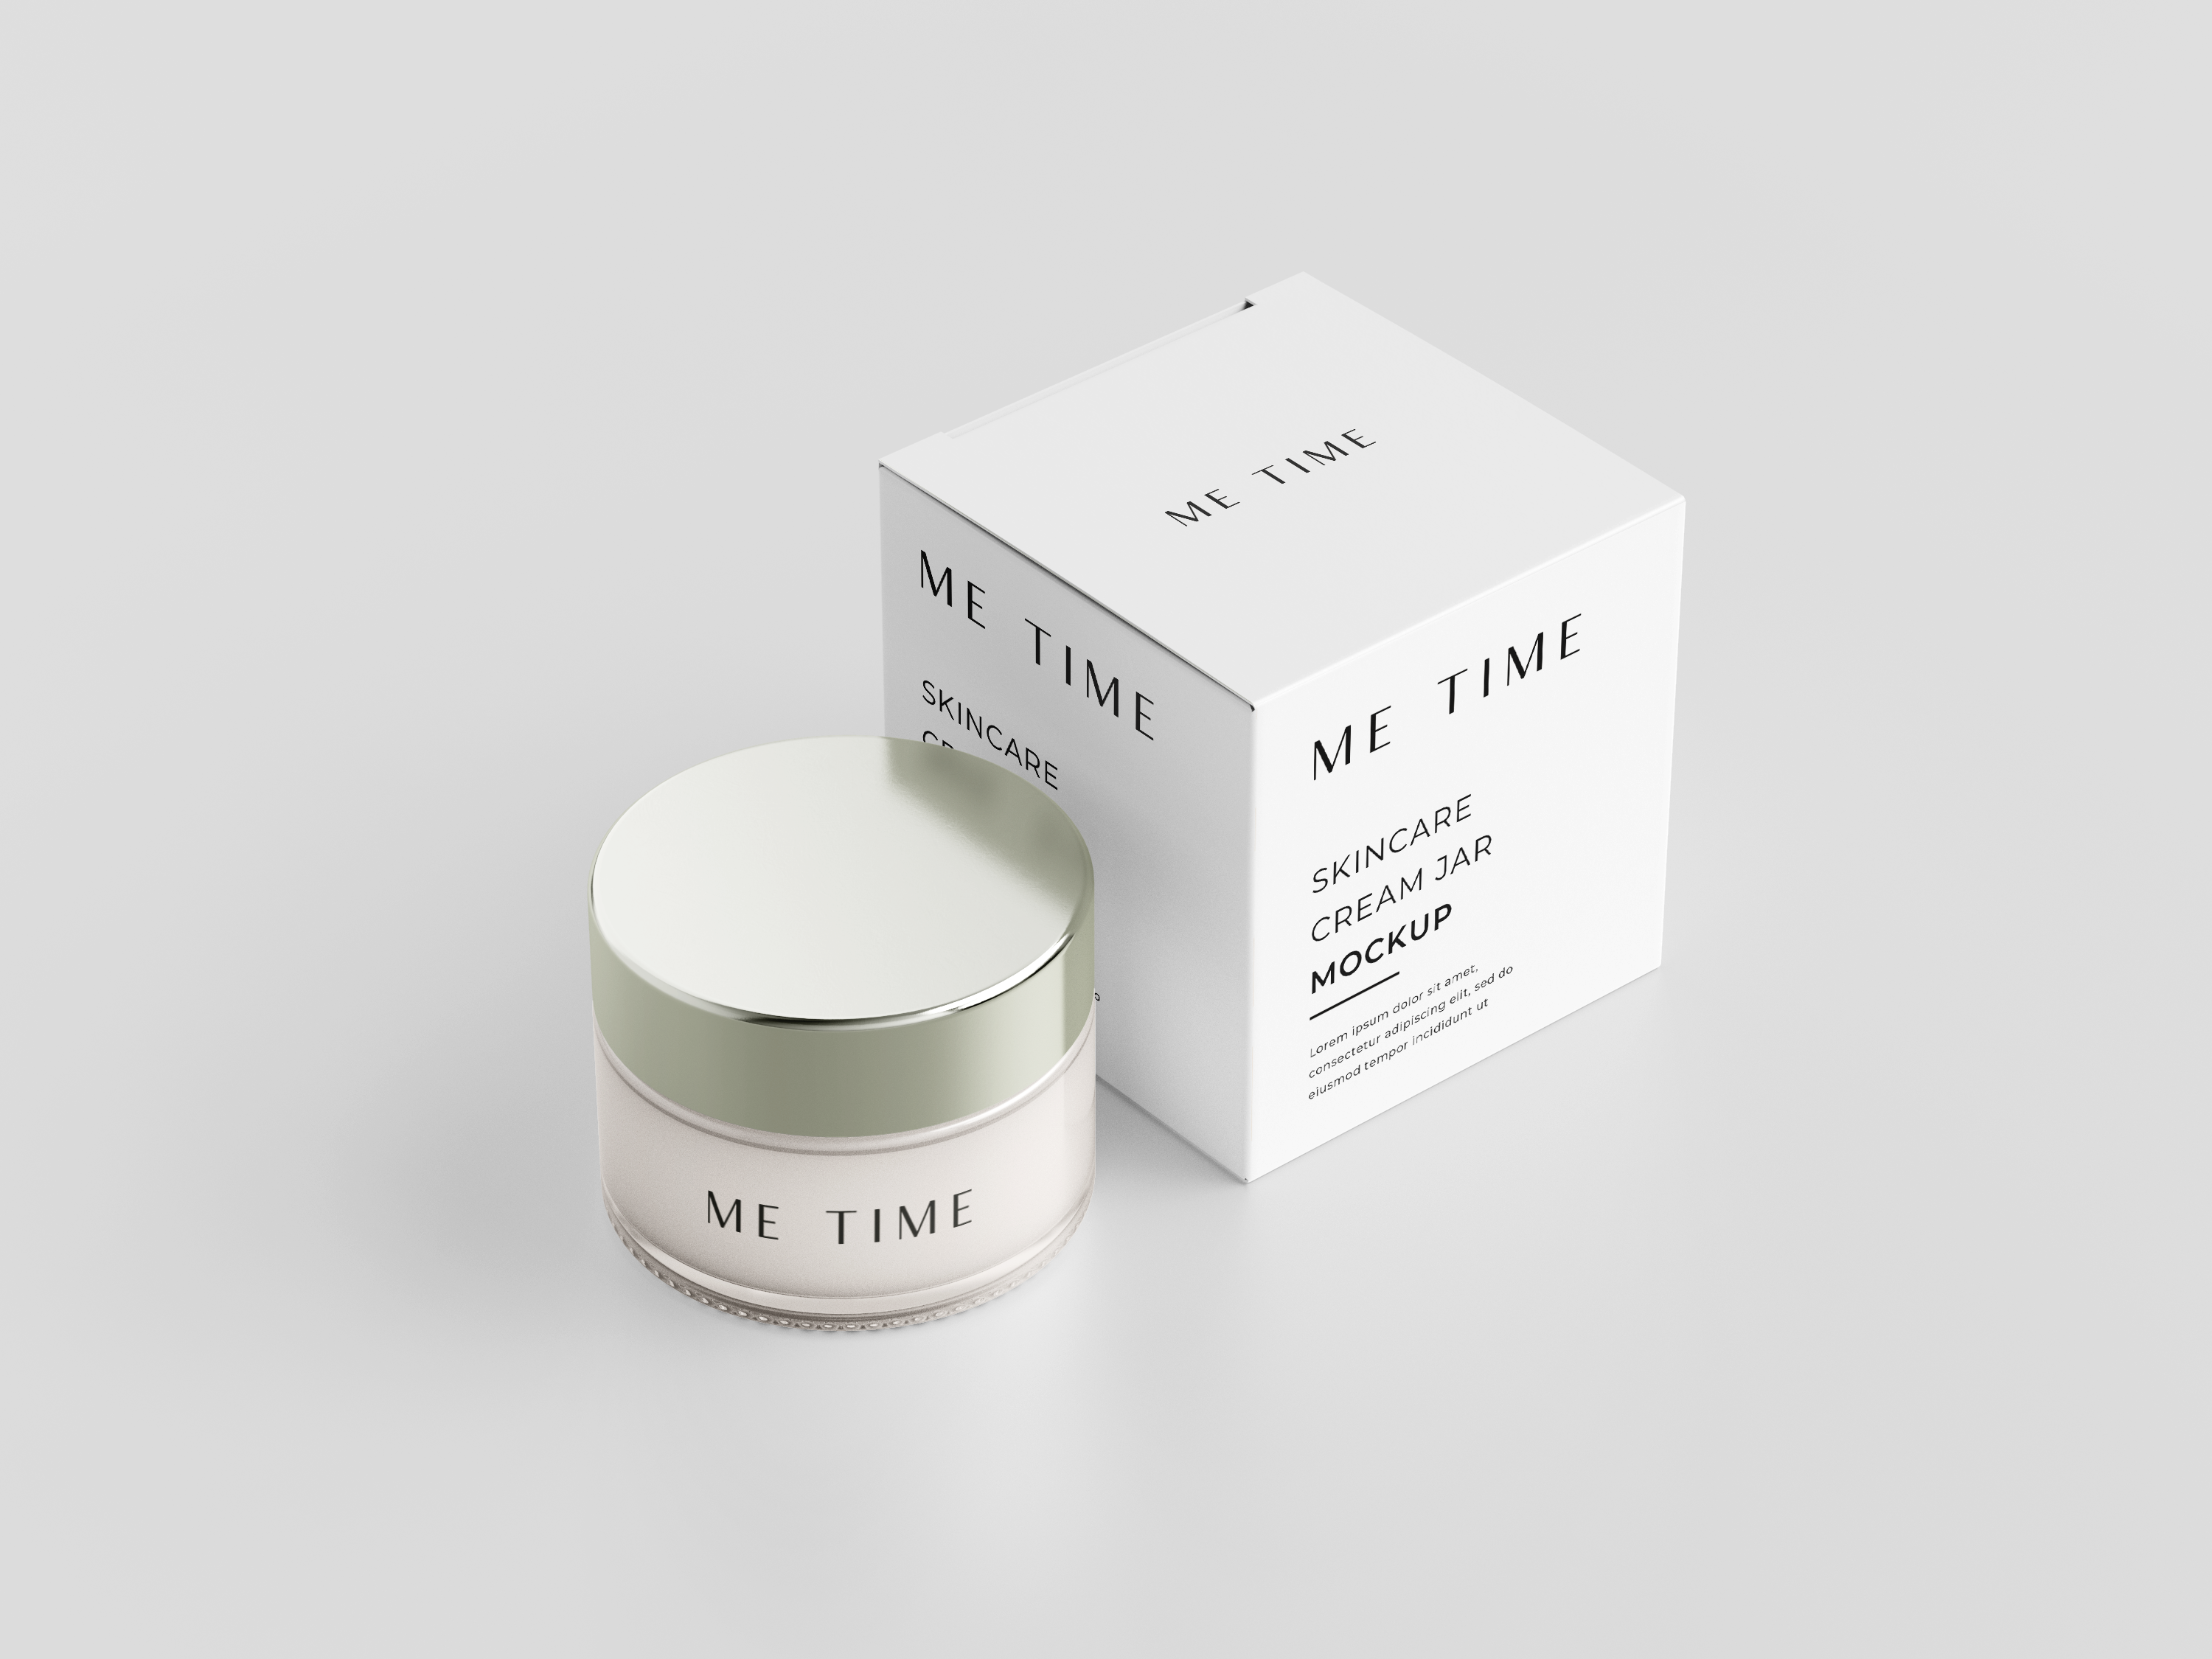 ME TIME
ME TIME
SKINCARE
ME TIME
SKINCARE
CREAM JAR
MOCKUP
Lorem ipsum dolor sit amet,
consectetur adipiscing elit, sed do
eiusmod tempor incididunt ut
ME TIME